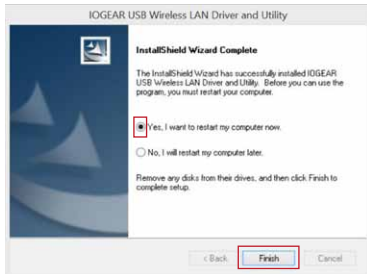 IOGEAR USB Wireless LAN Driver and Utility
InstallShield Wizard Complete
The InstallShield Wizard has successfully installed IOGEAR
USB Wireless LAN Driver and Utility. Before you can use the
program, you must restart your computer.
Yes, I want to restart my computer now.
No, I will restart my computer later.
Remove any disks from their drives, and then click Finish to
complete setup.
< Back
Finish
Cancel